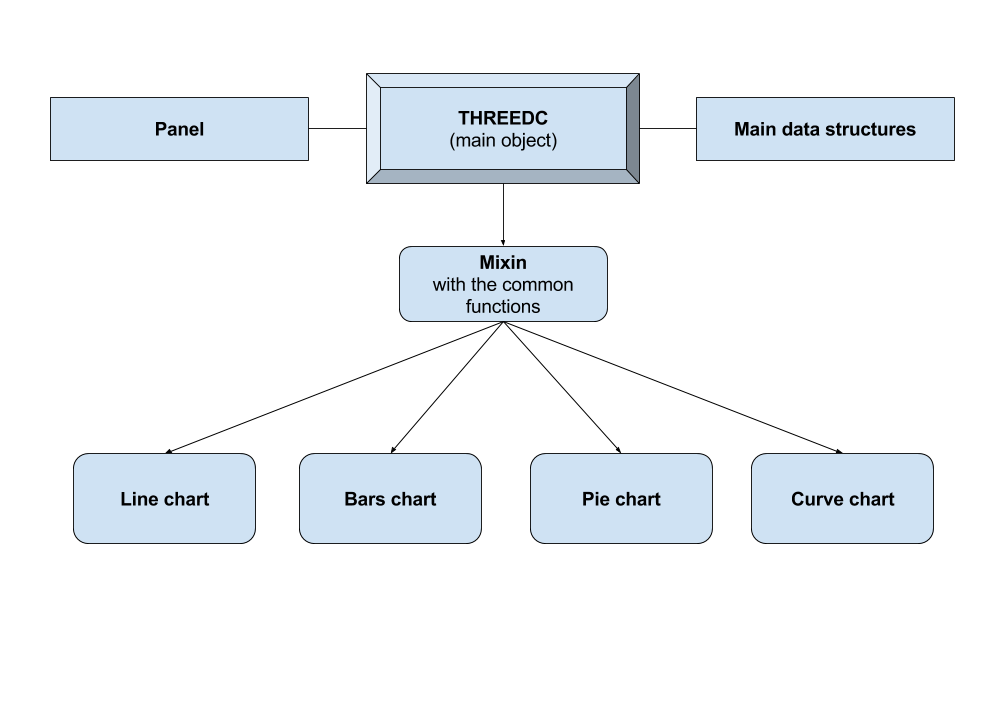 Panel
THREEDC
(main object)
Main data structures
Mixin
with the common
functions
Line chart
Bars chart
Pie chart
Curve chart